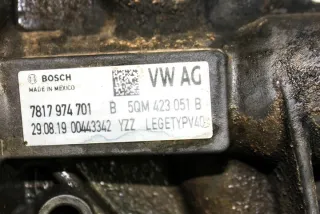 BOSCH
MADE IN MEXICO
VW AG
7817 974 701 B 5QM 423 051 B
29.08.19 00443342 YZZ LEGETYPV40